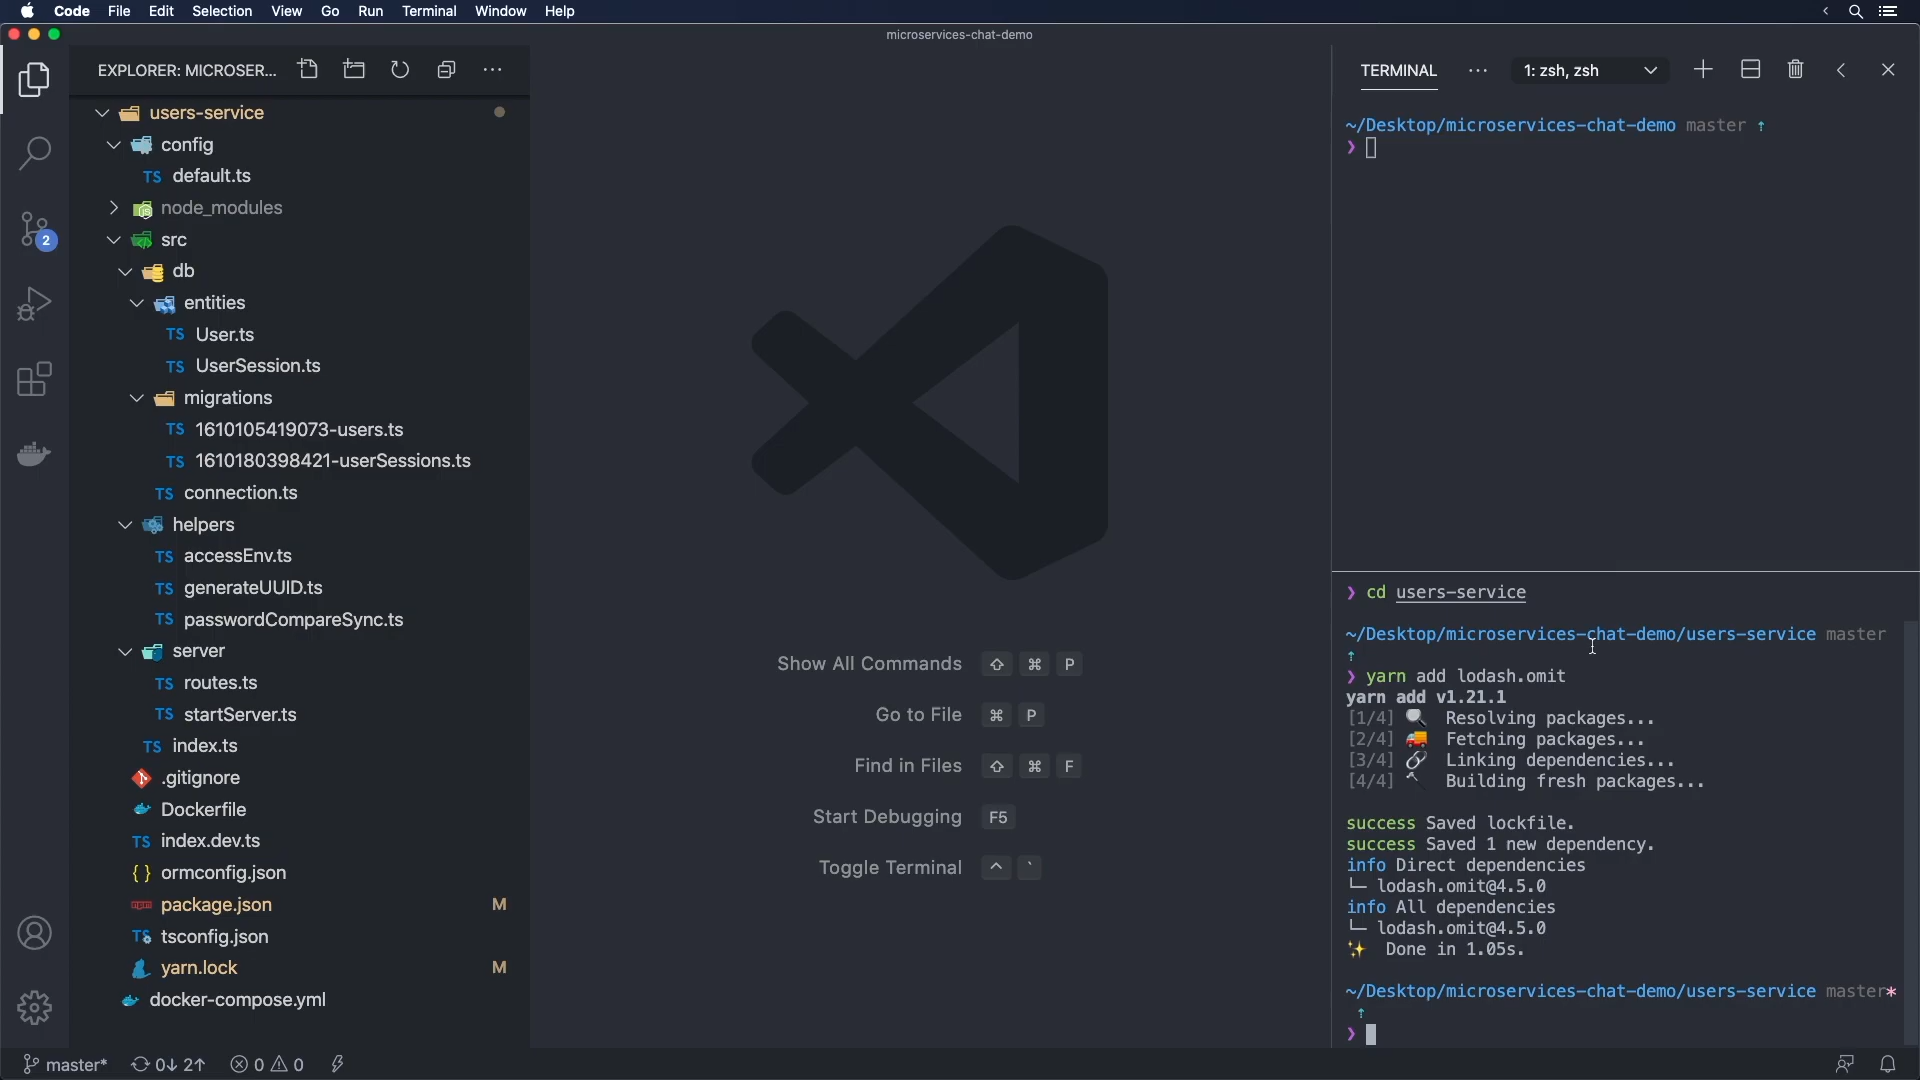 Code File Edit Selection View Go Run Terminal Window Help
microservices-chat-demo
EXPLORER: MICROSER...
users-service
config
TS default.ts
node_modules
src
db
entities
TS User.ts
TS UserSession.ts
migrations
TS 1610105419073-users.ts
TS 1610180398421-userSessions.ts
TS connection.ts
helpers
TS accessEnv.ts
TS generateUUID.ts
TS passwordCompareSync.ts
server
TS routes.ts
TS startServer.ts
TS index.ts
.gitignore
Dockerfile
TS index.dev.ts
{ } ormconfig.json
package.json M
TS tsconfig.json
yarn.lock M
docker-compose.yml
2
Show All Commands ⇧ ⌘ P
Go to File ⌘ P
Find in Files ⇧ ⌘ F
Start Debugging F5
Toggle Terminal ^ `
TERMINAL ... 1: zsh, zsh
~/Desktop/microservices-chat-demo master ↑
❯
❯ cd users-service
~/Desktop/microservices-chat-demo/users-service master
↑
❯ yarn add lodash.omit
yarn add v1.21.1
[1/4] 🔍 Resolving packages...
[2/4] 🚚 Fetching packages...
[3/4] 🔗 Linking dependencies...
[4/4] 🔨 Building fresh packages...
success Saved lockfile.
success Saved 1 new dependency.
info Direct dependencies
└─ lodash.omit@4.5.0
info All dependencies
└─ lodash.omit@4.5.0
✨ Done in 1.05s.
~/Desktop/microservices-chat-demo/users-service master*
↑
❯
master* 0↓ 2↑ 0 0